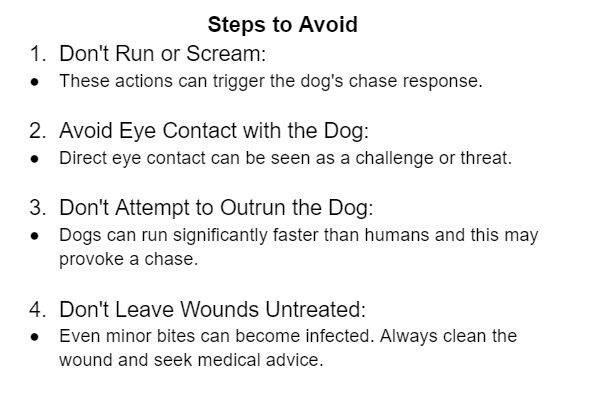 Steps to Avoid
1. Don't Run or Scream:
● These actions can trigger the dog's chase response.
2. Avoid Eye Contact with the Dog:
● Direct eye contact can be seen as a challenge or threat.
3. Don't Attempt to Outrun the Dog:
● Dogs can run significantly faster than humans and this may
provoke a chase.
4. Don't Leave Wounds Untreated:
● Even minor bites can become infected. Always clean the
wound and seek medical advice.